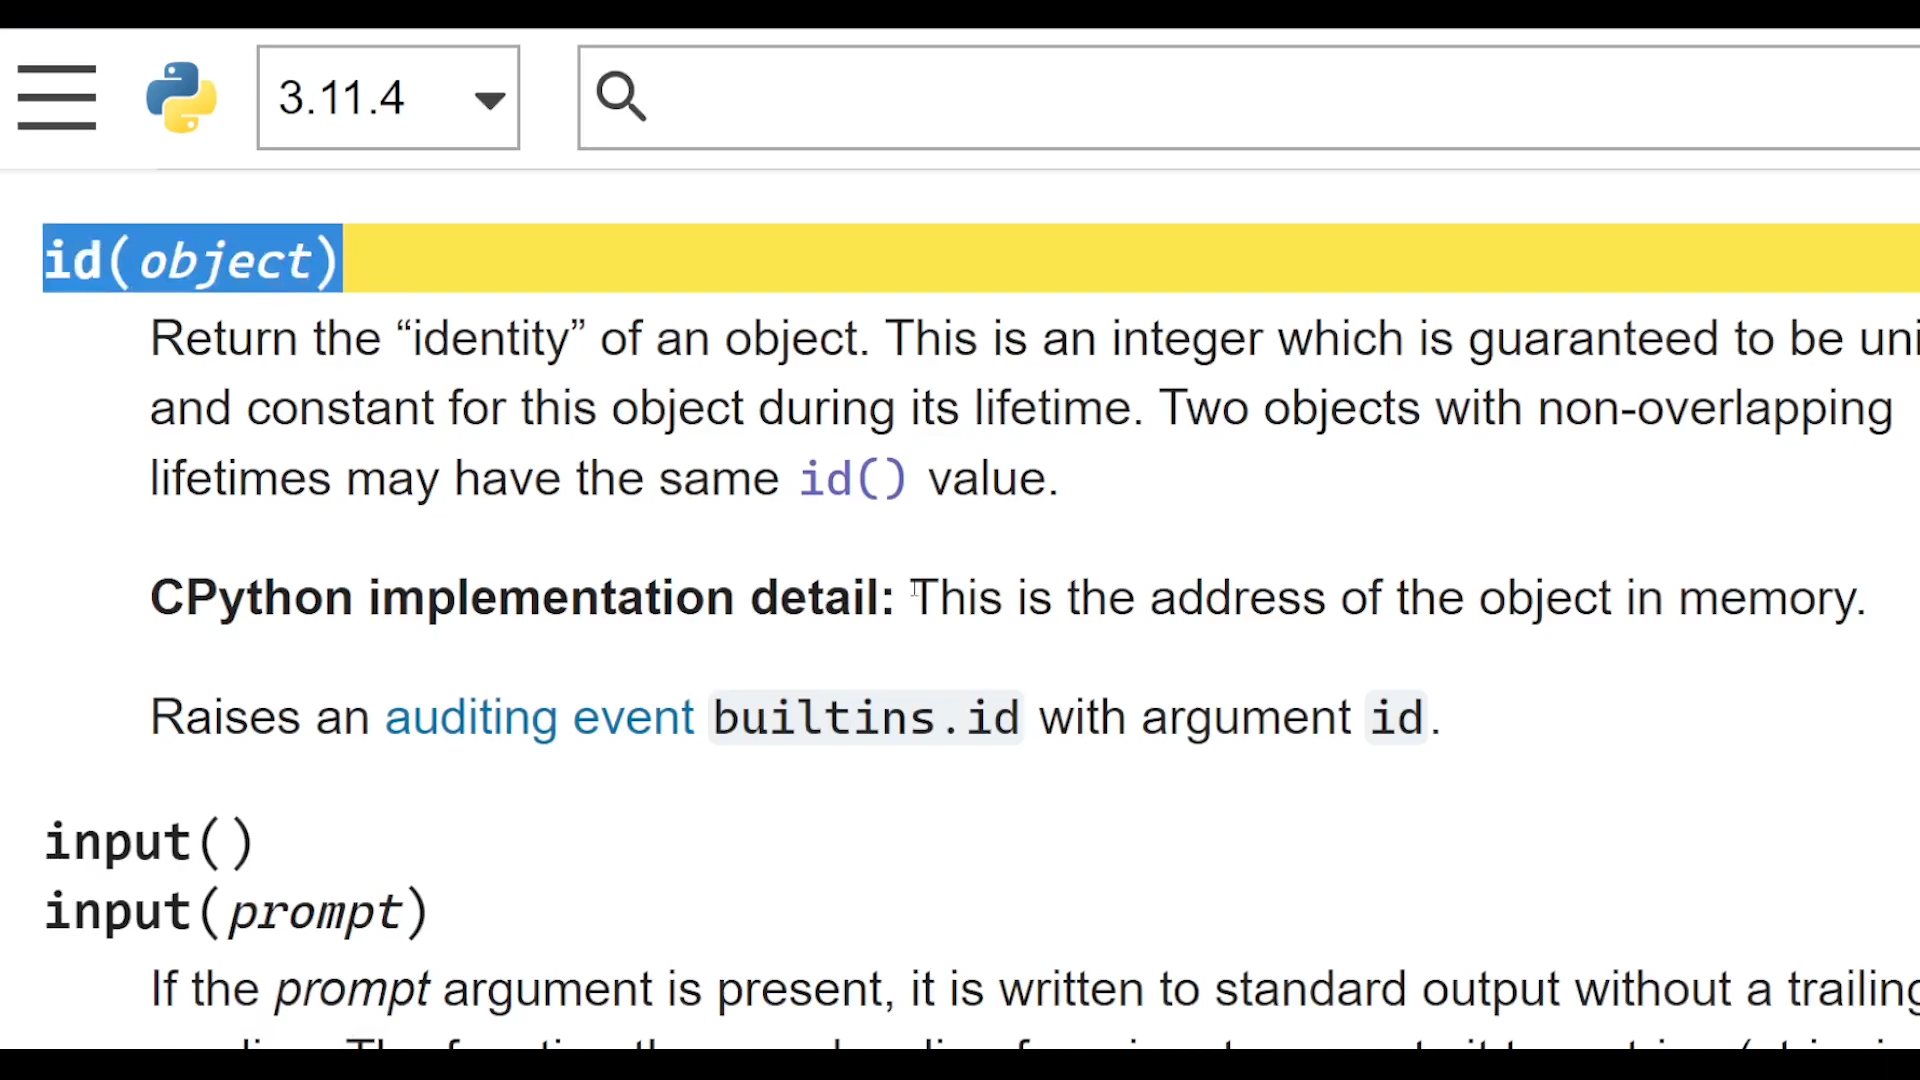 3.11.4
id(object)
Return the “identity” of an object. This is an integer which is guaranteed to be
and constant for this object during its lifetime. Two objects with non-overlapping
lifetimes may have the same id() value.
CPython implementation detail: This is the address of the object in memory.
Raises an auditing event builtins.id with argument id.
input()
input(prompt)
If the prompt argument is present, it is written to standard output without a trailing